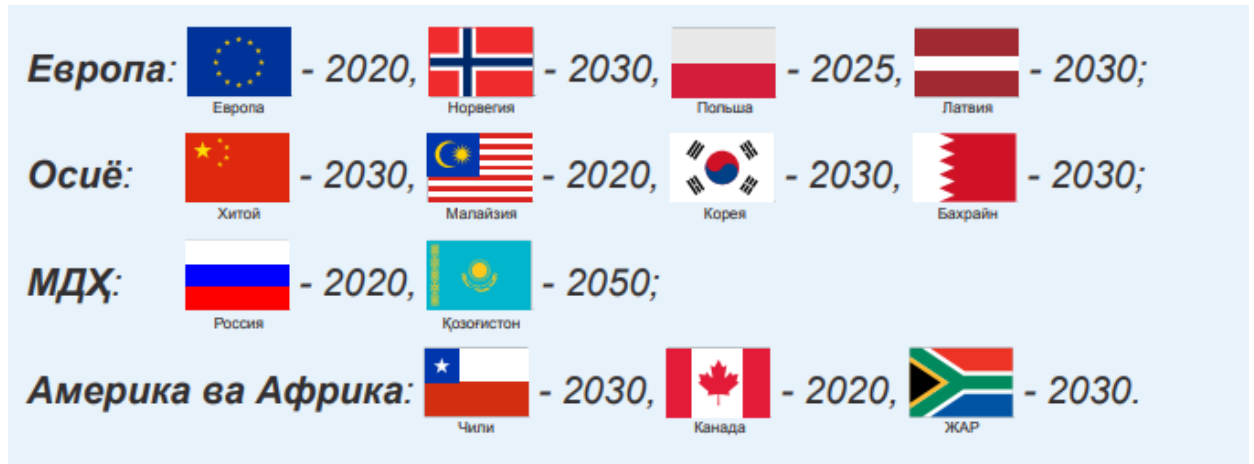 Европа: - 2020, - 2030, - 2025, - 2030;
Европа Норвегия Польша Латвия
Осиё: - 2030, - 2020, - 2030, - 2030;
Хитой Малайзия Корея Бахрайн
МДҲ: - 2020, - 2050;
Россия Қозоғистон
Америка ва Африка: - 2030, - 2020, - 2030.
Чили Канада ЖАР